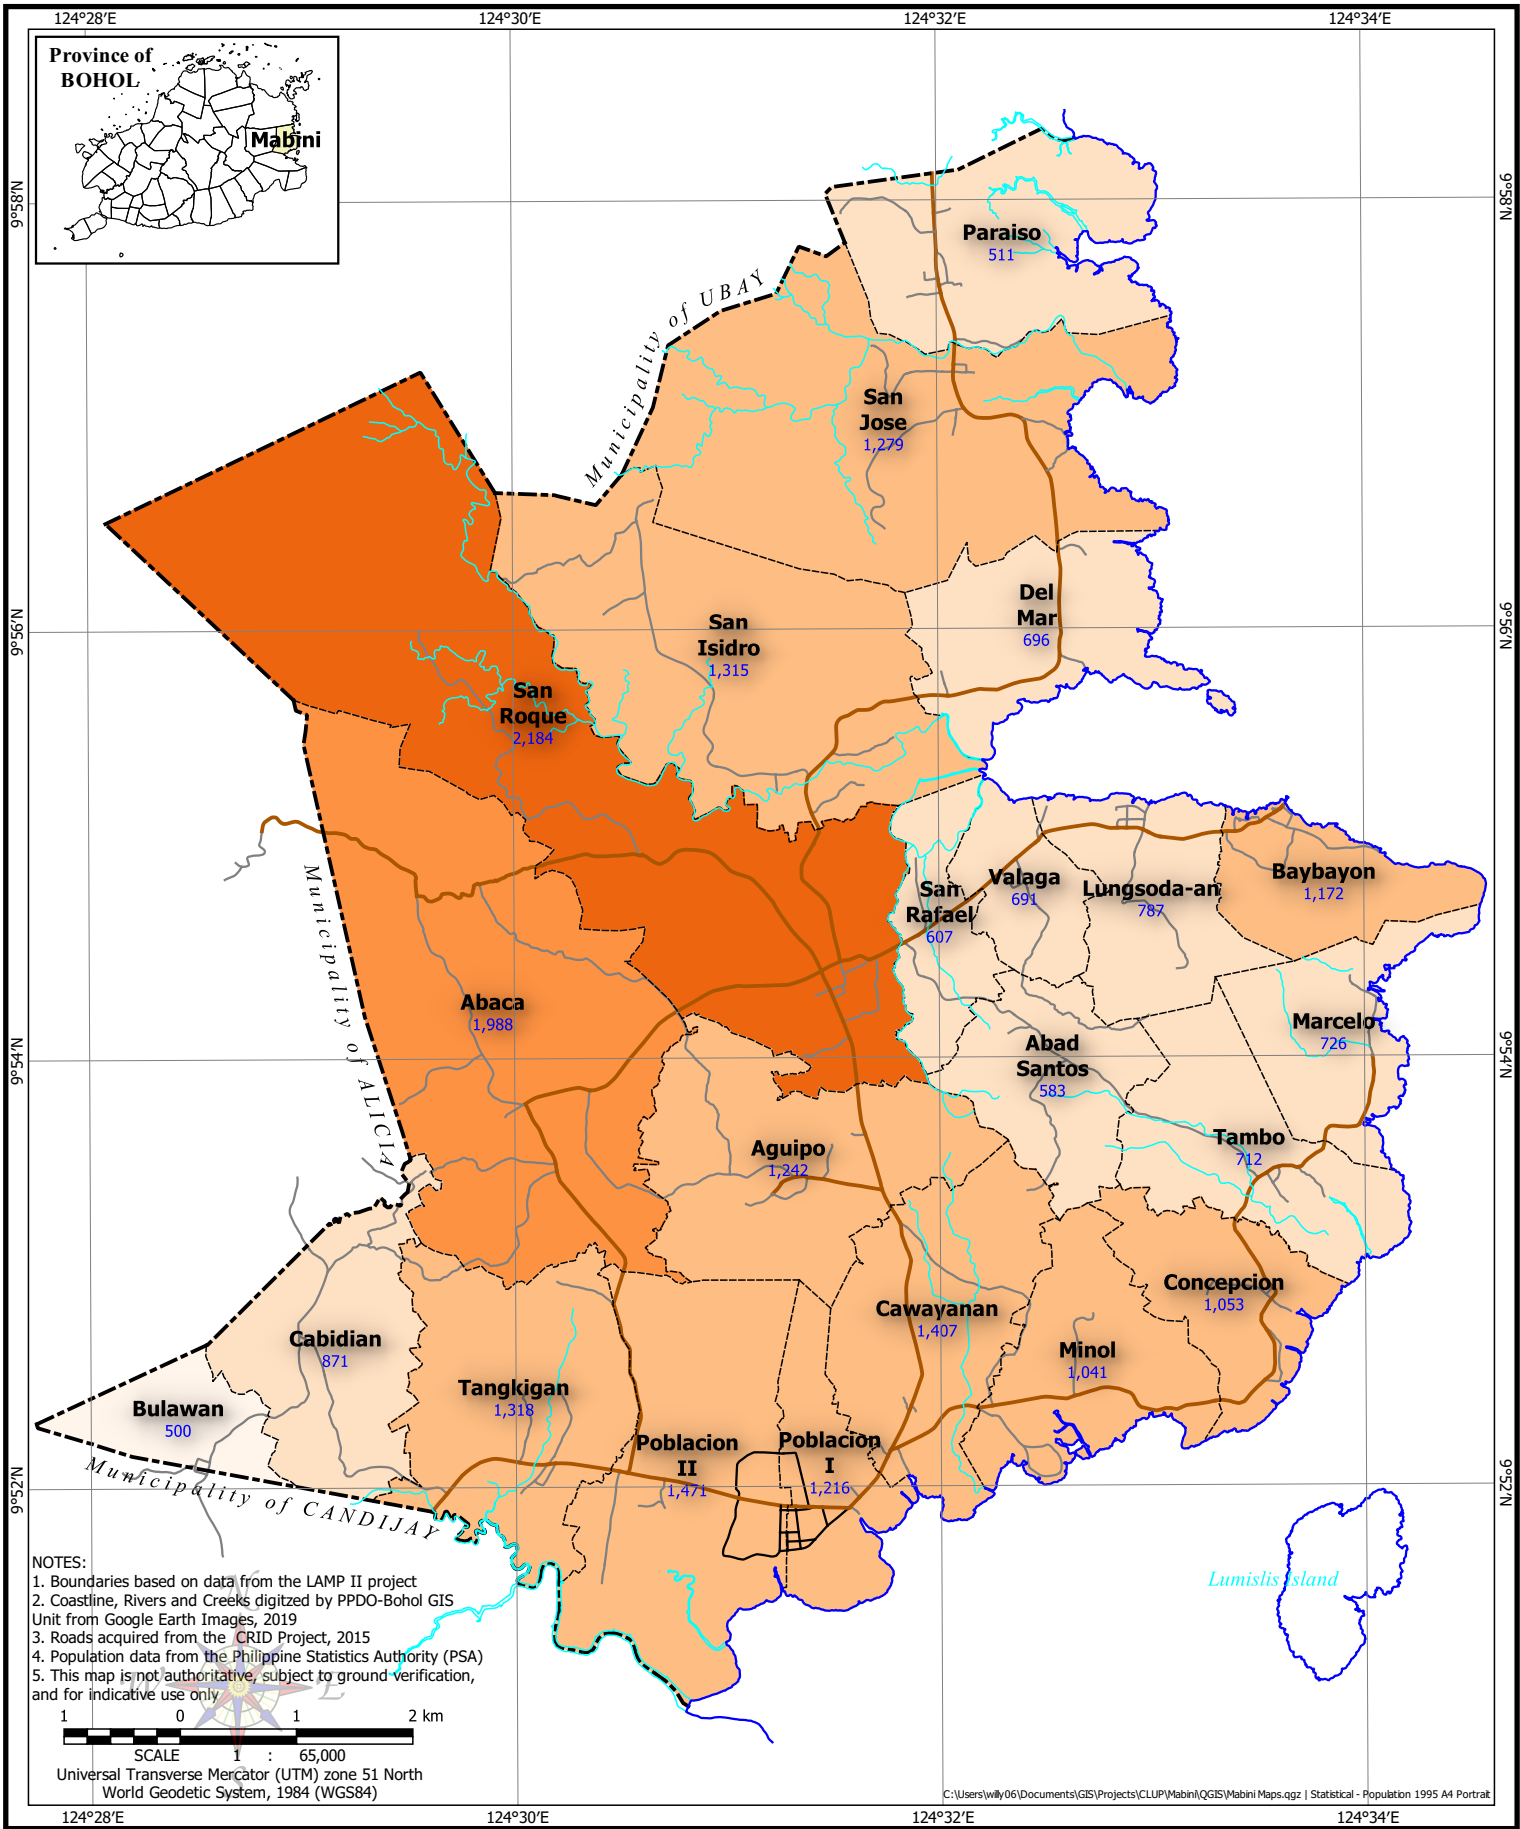 124°28′E
124°30′E
124°32′E
124°34′E
Province of
BOHOL
Mabini
9°58′N
9°58′N
Paraiso
511
Municipality of UBAY
San
Jose
1,279
9°56′N
9°56′N
Del
Mar
696
San
Isidro
1,315
San
Roque
2,184
Municipality of ALICIA
San
Rafael
607
Valaga
691
Lungsoda-an
787
Baybayon
1,172
Abaca
1,988
9°54′N
9°54′N
Marcelo
726
Abad
Santos
583
Tambo
712
Aguipo
1,242
Concepcion
1,053
Cawayanan
1,407
Cabidian
871
Minol
1,041
Tangkigan
1,318
Bulawan
500
Poblacion
II
1,471
Poblacion
I
1,216
9°52′N
9°52′N
Municipality of CANDIJAY
Lumislis Island
NOTES:
1. Boundaries based on data from the LAMP II project
2. Coastline, Rivers and Creeks digitzed by PPDO-Bohol GIS
Unit from Google Earth Images, 2019
3. Roads acquired from the CRID Project, 2015
4. Population data from the Philippine Statistics Authority (PSA)
5. This map is not authoritative, subject to ground verification,
and for indicative use only
N
W
E
S
1 0 1 2 km
SCALE 1 : 65,000
Universal Transverse Mercator (UTM) zone 51 North
World Geodetic System, 1984 (WGS84)
C:\Users\willy06\Documents\GIS\Projects\CLUP\Mabini\QGIS\Mabini Maps.qgz | Statistical - Population 1995 A4 Portrait
124°28′E
124°30′E
124°32′E
124°34′E